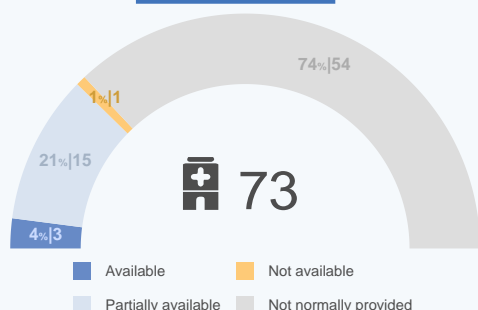 74%|54
1%|1
21%|15
73
4%|3
Available
Not available
Partially available
Not normally provided